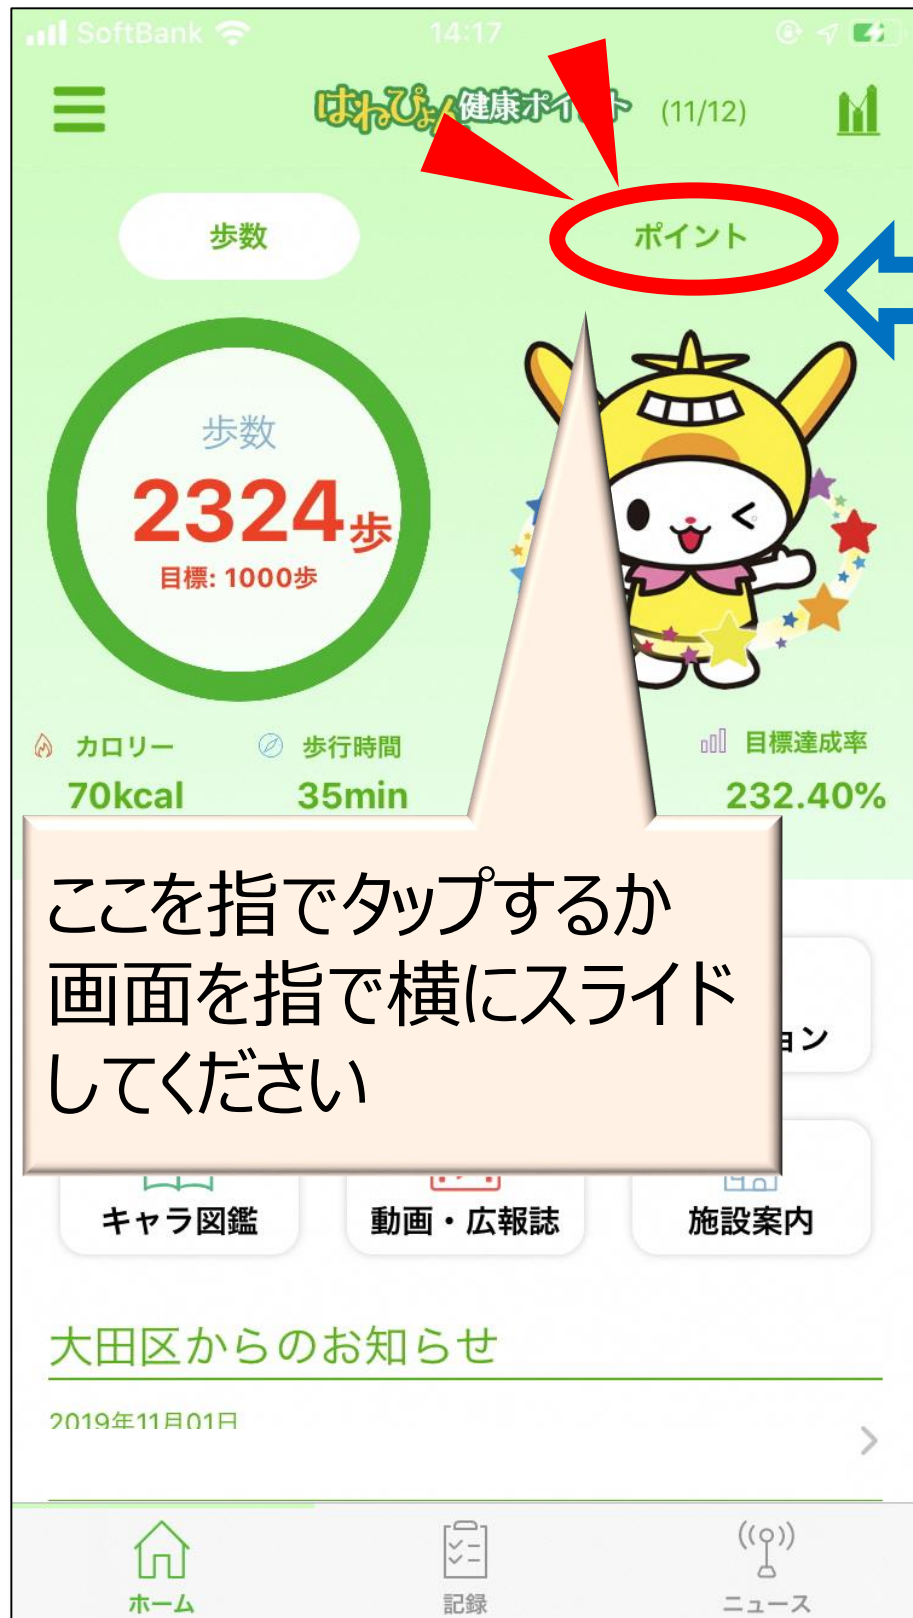 SoftBank 14:17
はねぴょん健康ポイント (11/12)
歩数 ポイント
歩数
2324歩
目標: 1000歩
カロリー 歩行時間 目標達成率
70kcal 35min 232.40%
ここを指でタップするか
画面を指で横にスライド
してください
ョン
キャラ図鑑 動画・広報誌 施設案内
大田区からのお知らせ
2019年11月01日
ホーム 記録 ニュース